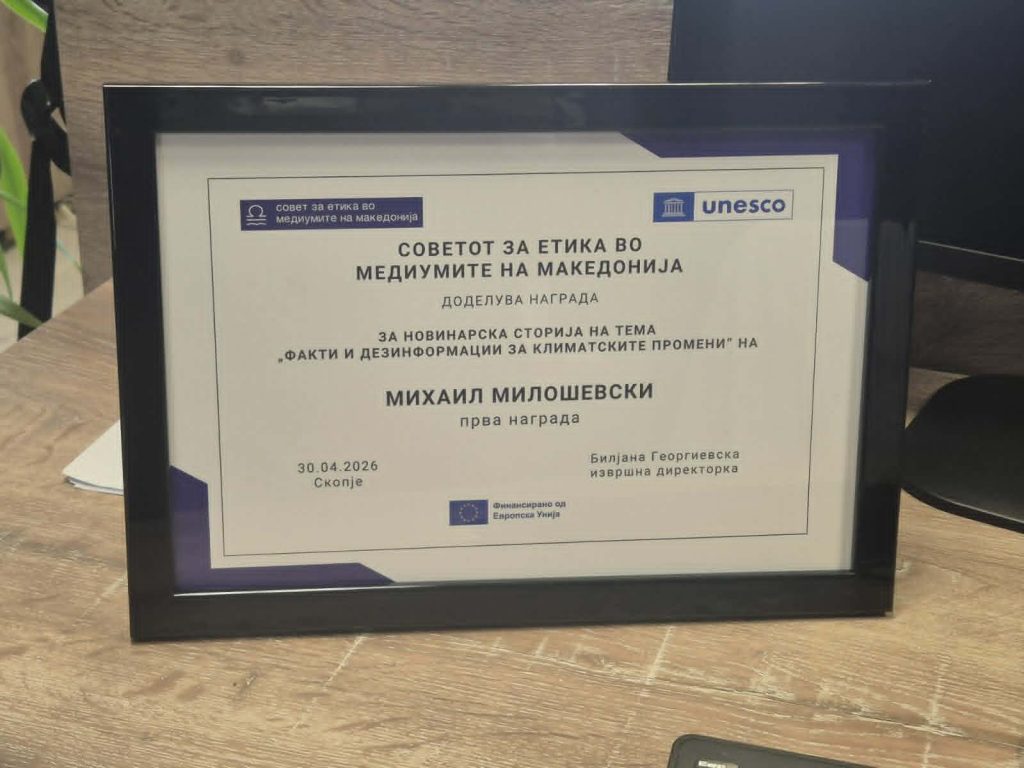 совет за етика во
медиумите на македонија
unesco
СОВЕТОТ ЗА ЕТИКА ВО
МЕДИУМИТЕ НА МАКЕДОНИЈА
ДОДЕЛУВА НАГРАДА
ЗА НОВИНАРСКА СТОРИЈА НА ТЕМА
„ФАКТИ И ДЕЗИНФОРМАЦИИ ЗА КЛИМАТСКИТЕ ПРОМЕНИ“ НА
МИХАИЛ МИЛОШЕВСКИ
прва награда
30.04.2026
Скопје
Билјана Георгиевска
извршна директорка
Финансирано од
Европска Унија